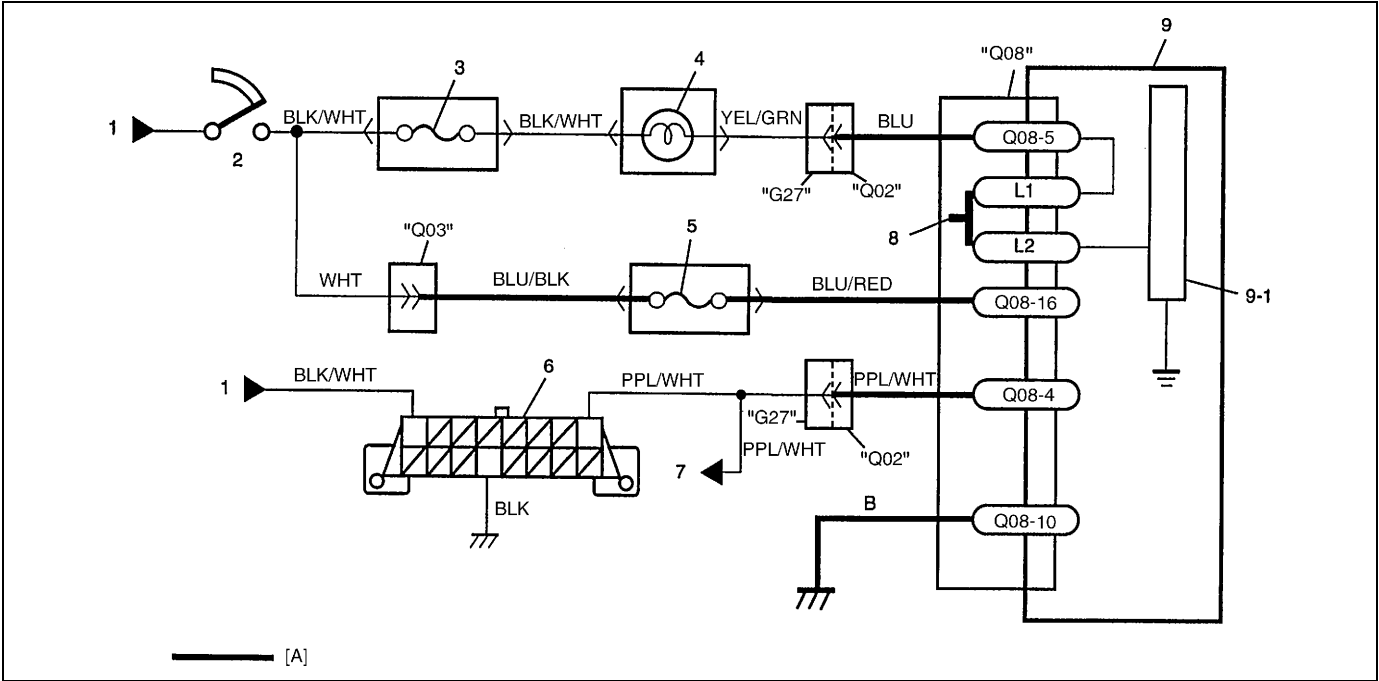 9
"Q08"
3
4
1
BLK/WHT
BLK/WHT
YEL/GRN
BLU
Q08-5
2
"G27"
"Q02"
L1
8
L2
"Q03"
5
WHT
BLU/BLK
BLU/RED
Q08-16
9-1
1
BLK/WHT
6
PPL/WHT
PPL/WHT
Q08-4
"G27"
PPL/WHT
"Q02"
7
BLK
B
Q08-10
[A]